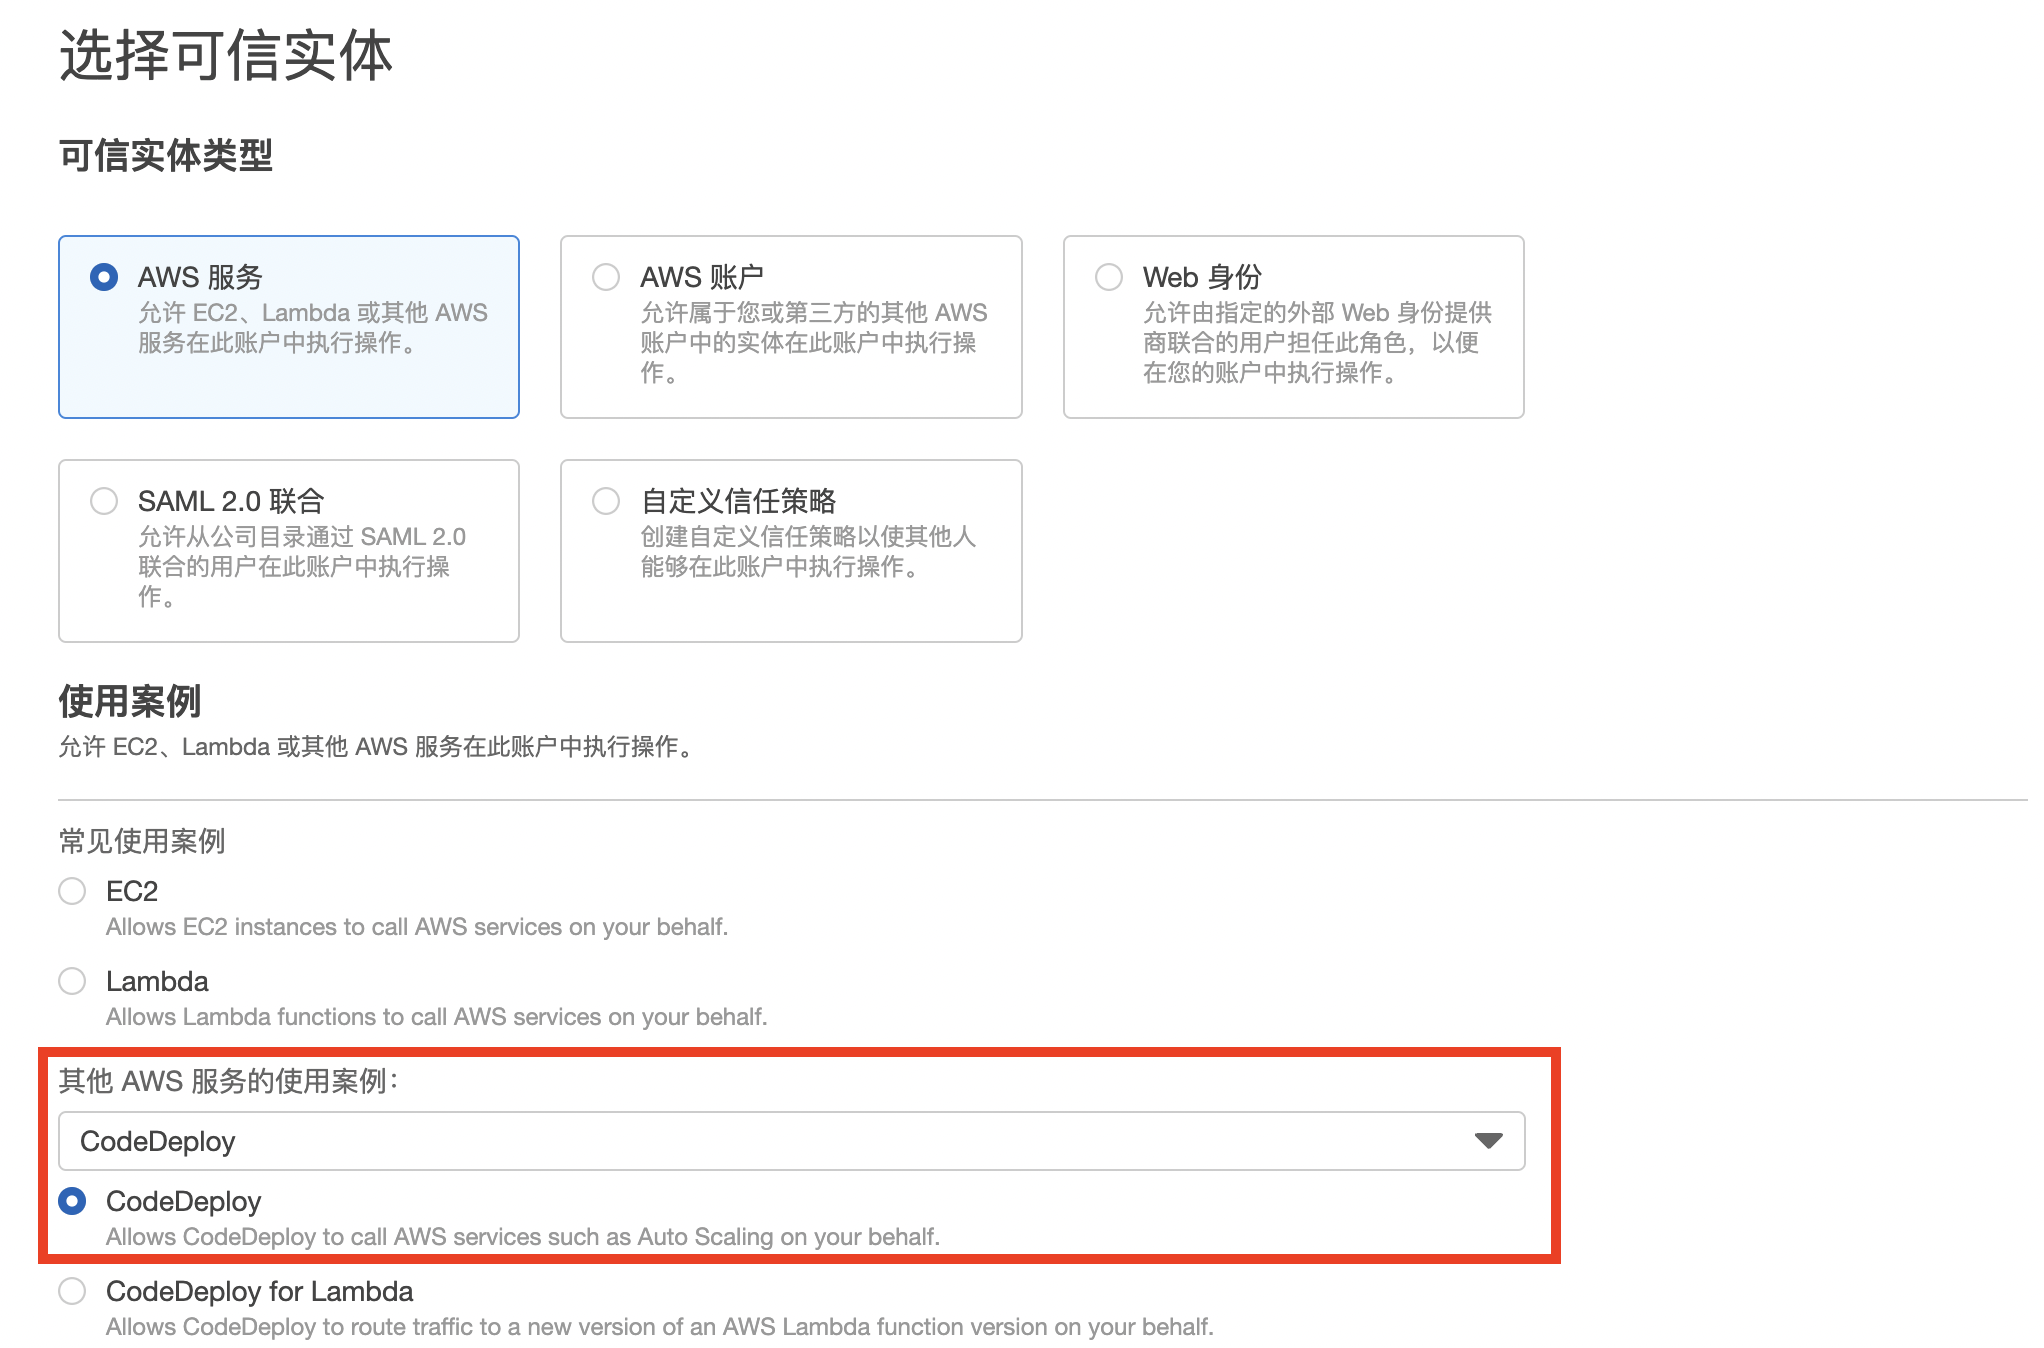 选择可信实体
可信实体类型
AWS 服务
允许 EC2、Lambda 或其他 AWS
服务在此账户中执行操作。
AWS 账户
允许属于您或第三方的其他 AWS
账户中的实体在此账户中执行操
作。
Web 身份
允许由指定的外部 Web 身份提供
商联合的用户担任此角色，以便
在您的账户中执行操作。
SAML 2.0 联合
允许从公司目录通过 SAML 2.0
联合的用户在此账户中执行操
作。
自定义信任策略
创建自定义信任策略以使其他人
能够在此账户中执行操作。
使用案例
允许 EC2、Lambda 或其他 AWS 服务在此账户中执行操作。
常见使用案例
EC2
Allows EC2 instances to call AWS services on your behalf.
Lambda
Allows Lambda functions to call AWS services on your behalf.
其他 AWS 服务的使用案例：
CodeDeploy
CodeDeploy
Allows CodeDeploy to call AWS services such as Auto Scaling on your behalf.
CodeDeploy for Lambda
Allows CodeDeploy to route traffic to a new version of an AWS Lambda function version on your behalf.